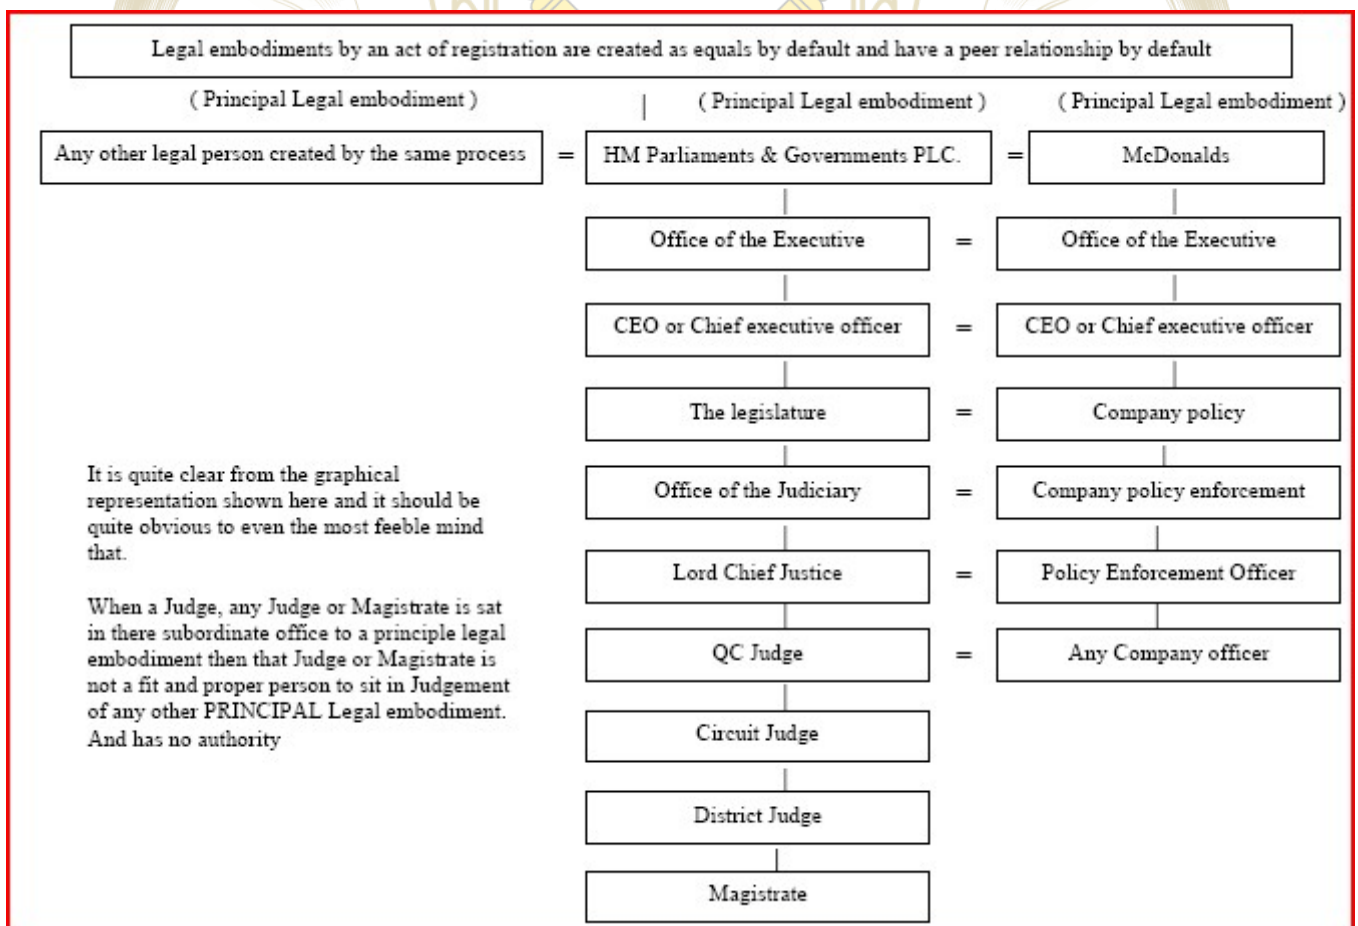 Legal embodiments by an act of registration are created as equals by default and have a peer relationship by default
( Principal Legal embodiment )
( Principal Legal embodiment )
( Principal Legal embodiment )
Any other legal person created by the same process
=
HM Parliaments & Governments PLC.
=
McDonalds
Office of the Executive
=
Office of the Executive
CEO or Chief executive officer
=
CEO or Chief executive officer
The legislature
=
Company policy
It is quite clear from the graphical
representation shown here and it should be
quite obvious to even the most feeble mind
that.
Office of the Judiciary
=
Company policy enforcement
Lord Chief Justice
=
Policy Enforcement Officer
When a Judge, any Judge or Magistrate is sat
in there subordinate office to a principle legal
embodiment then that Judge or Magistrate is
not a fit and proper person to sit in Judgement
of any other PRINCIPAL Legal embodiment.
And has no authority
QC Judge
=
Any Company officer
Circuit Judge
District Judge
Magistrate